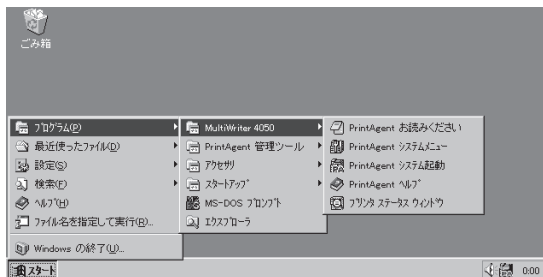 ごみ箱
プログラム(P)
最近使ったファイル(D)
設定(S)
検索(F)
ヘルプ(H)
ファイル名を指定して実行(R)...
Windows の終了(U)...
MultiWriter 4050
PrintAgent 管理ツール
アクセサリ
スタートアップ
MS-DOS プロンプト
エクスプローラ
PrintAgent お読みください
PrintAgent システムメニュー
PrintAgent システム起動
PrintAgent ヘルプ
プリンタ ステータス ウィンドウ
スタート
0:00